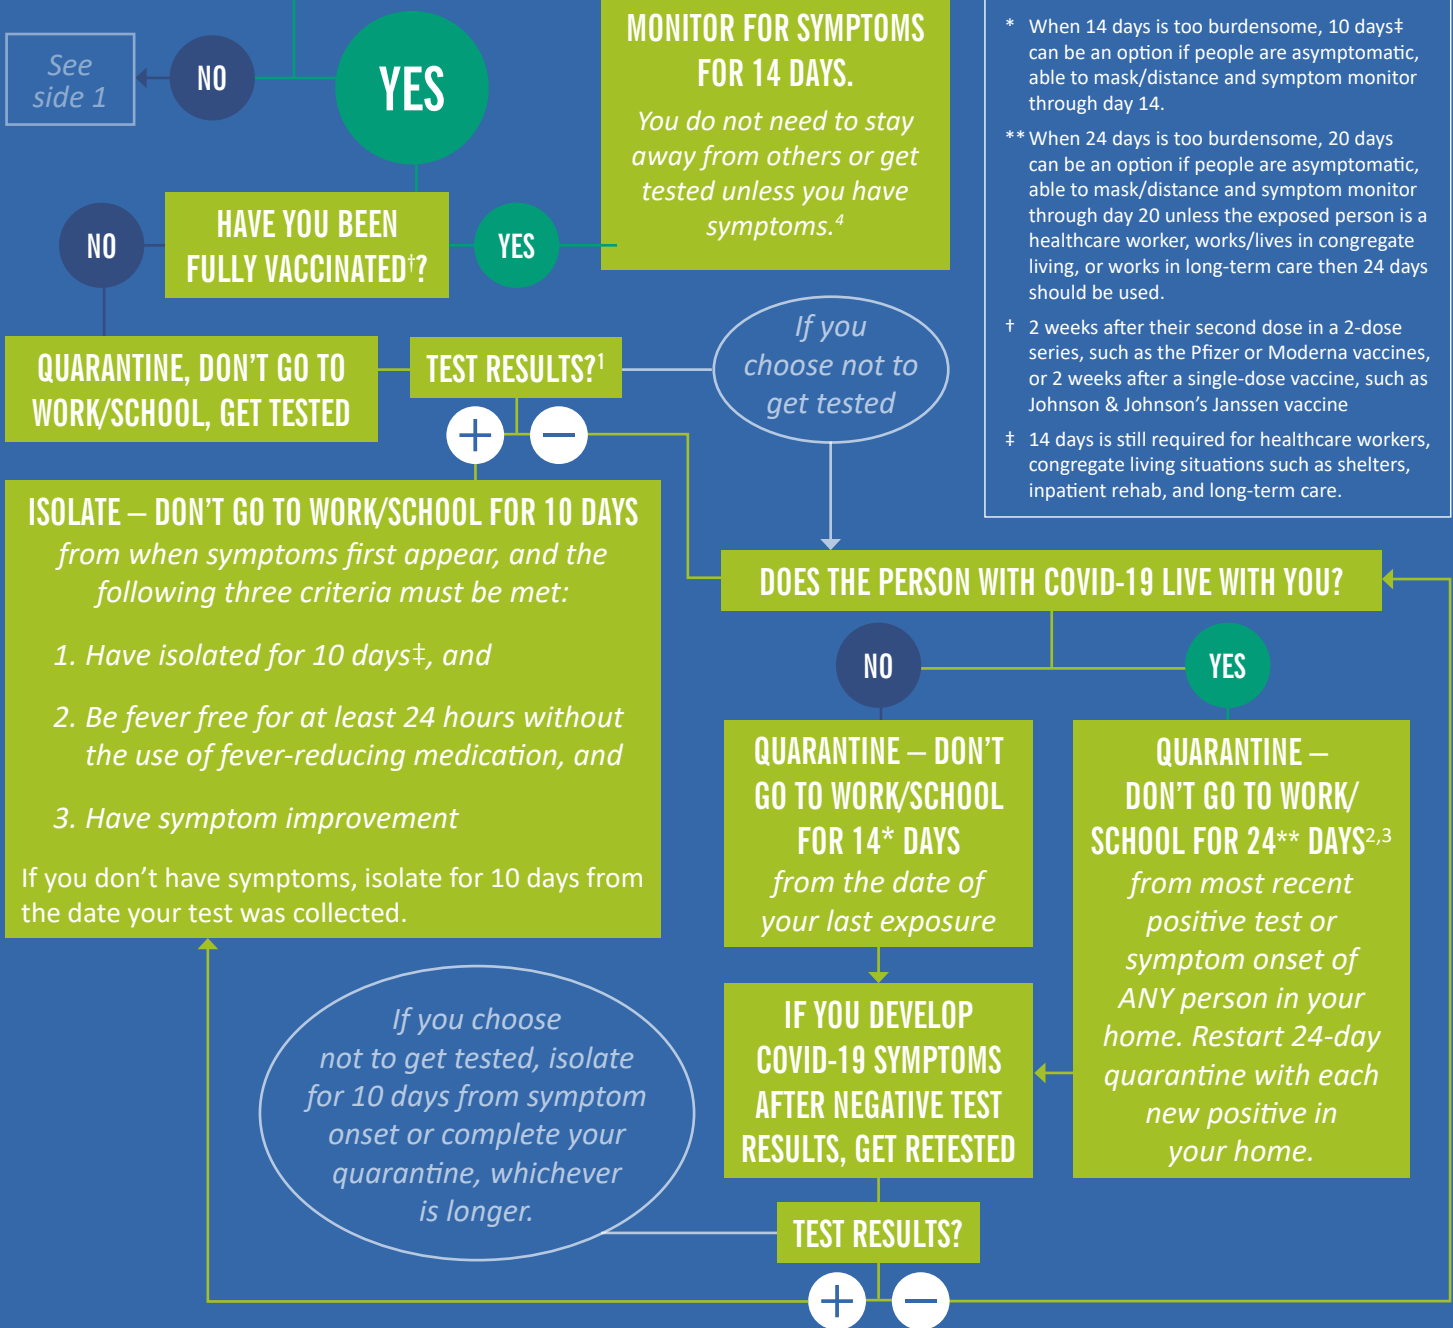 See
side 1
NO
YES
MONITOR FOR SYMPTOMS
FOR 14 DAYS.
You do not need to stay
away from others or get
tested unless you have
symptoms.⁴
* When 14 days is too burdensome, 10 days‡
can be an option if people are asymptomatic,
able to mask/distance and symptom monitor
through day 14.
** When 24 days is too burdensome, 20 days
can be an option if people are asymptomatic,
able to mask/distance and symptom monitor
through day 20 unless the exposed person is a
healthcare worker, works/lives in congregate
living, or works in long-term care then 24 days
should be used.
† 2 weeks after their second dose in a 2-dose
series, such as the Pfizer or Moderna vaccines,
or 2 weeks after a single-dose vaccine, such as
Johnson & Johnson’s Janssen vaccine
‡ 14 days is still required for healthcare workers,
congregate living situations such as shelters,
inpatient rehab, and long-term care.
NO
HAVE YOU BEEN
FULLY VACCINATED†?
YES
QUARANTINE, DON’T GO TO
WORK/SCHOOL, GET TESTED
TEST RESULTS?¹
If you
choose not to
get tested
+
–
ISOLATE – DON’T GO TO WORK/SCHOOL FOR 10 DAYS
from when symptoms first appear, and the
following three criteria must be met:
1. Have isolated for 10 days‡, and
2. Be fever free for at least 24 hours without
the use of fever-reducing medication, and
3. Have symptom improvement
If you don’t have symptoms, isolate for 10 days from
the date your test was collected.
DOES THE PERSON WITH COVID-19 LIVE WITH YOU?
NO
YES
QUARANTINE – DON’T
GO TO WORK/SCHOOL
FOR 14* DAYS
from the date of
your last exposure
QUARANTINE –
DON’T GO TO WORK/
SCHOOL FOR 24** DAYS²,³
from most recent
positive test or
symptom onset of
ANY person in your
home. Restart 24-day
quarantine with each
new positive in
your home.
IF YOU DEVELOP
COVID-19 SYMPTOMS
AFTER NEGATIVE TEST
RESULTS, GET RETESTED
If you choose
not to get tested, isolate
for 10 days from symptom
onset or complete your
quarantine, whichever
is longer.
TEST RESULTS?
+
–